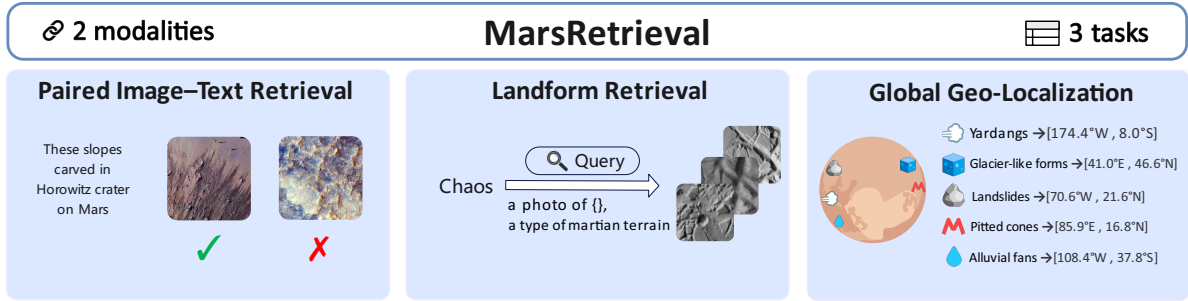 2 modalities
MarsRetrieval
3 tasks
Paired Image–Text Retrieval
These slopes
carved in
Horowitz crater
on Mars
Landform Retrieval
Query
Chaos
a photo of {},
a type of martian terrain
Global Geo-Localization
Yardangs →[174.4°W , 8.0°S]
Glacier-like forms →[41.0°E , 46.6°N]
Landslides →[70.6°W , 21.6°N]
Pitted cones →[85.9°E , 16.8°N]
Alluvial fans →[108.4°W , 37.8°S]